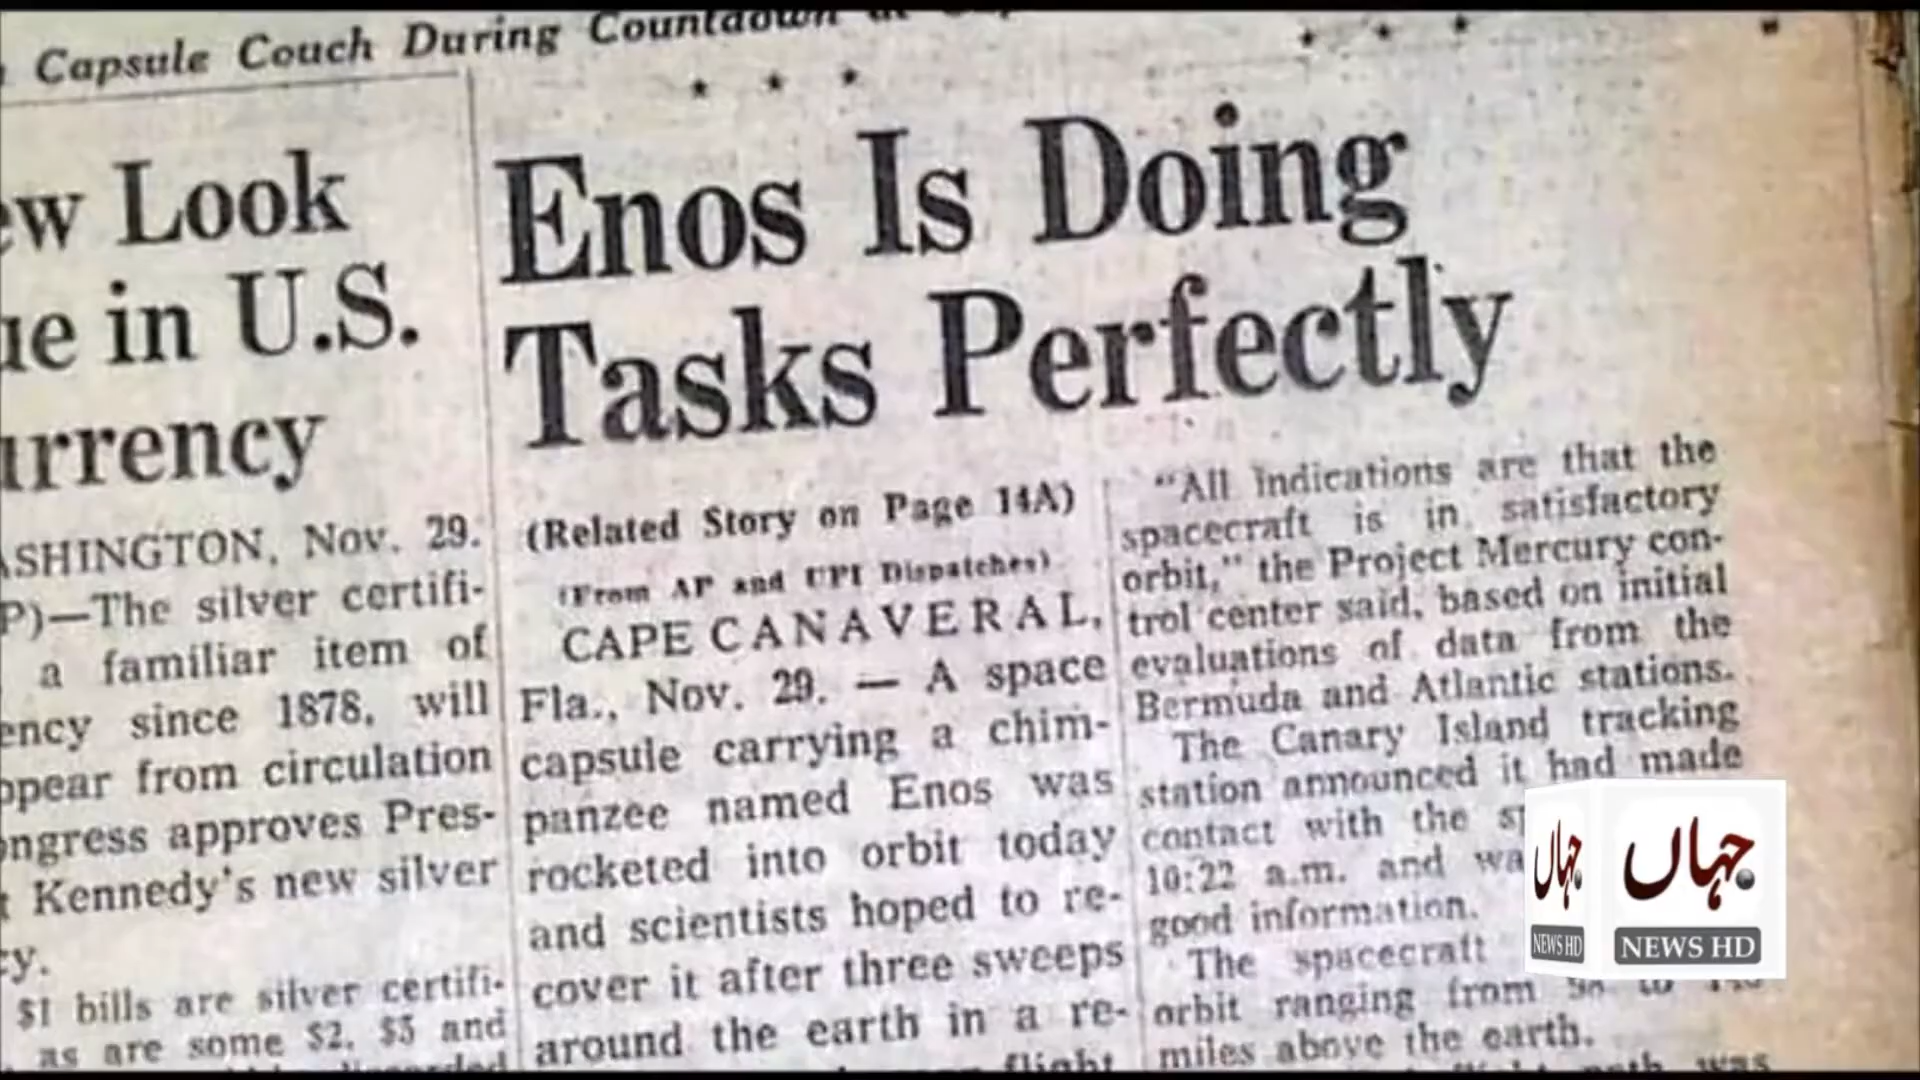 Capsule Couch During Countdown
ew Look
ue in U.S.
urrency
ASHINGTON, Nov. 29.
P)—The silver certifi-
a familiar item of
ency since 1878, will
ppear from circulation
ongress approves Pres-
t Kennedy's new silver
cy.
$1 bills are silver certifi-
as are some $2, $5 and
Enos Is Doing
Tasks Perfectly
(Related Story on Page 14A)
(From AP and UPI Dispatches)
CAPE CANAVERAL,
Fla., Nov. 29. — A space
capsule carrying a chim-
panzee named Enos was
rocketed into orbit today
and scientists hoped to re-
cover it after three sweeps
around the earth in a re-
flight
"All indications are that the
spacecraft is in satisfactory
orbit," the Project Mercury con-
trol center said, based on initial
evaluations of data from the
Bermuda and Atlantic stations.
The Canary Island tracking
station announced it had made
contact with the
10:22 a.m. and
good information.
The spacecraft
orbit ranging from
miles above the earth.
was
جہاں
NEWS HD
جہاں
NEWS HD